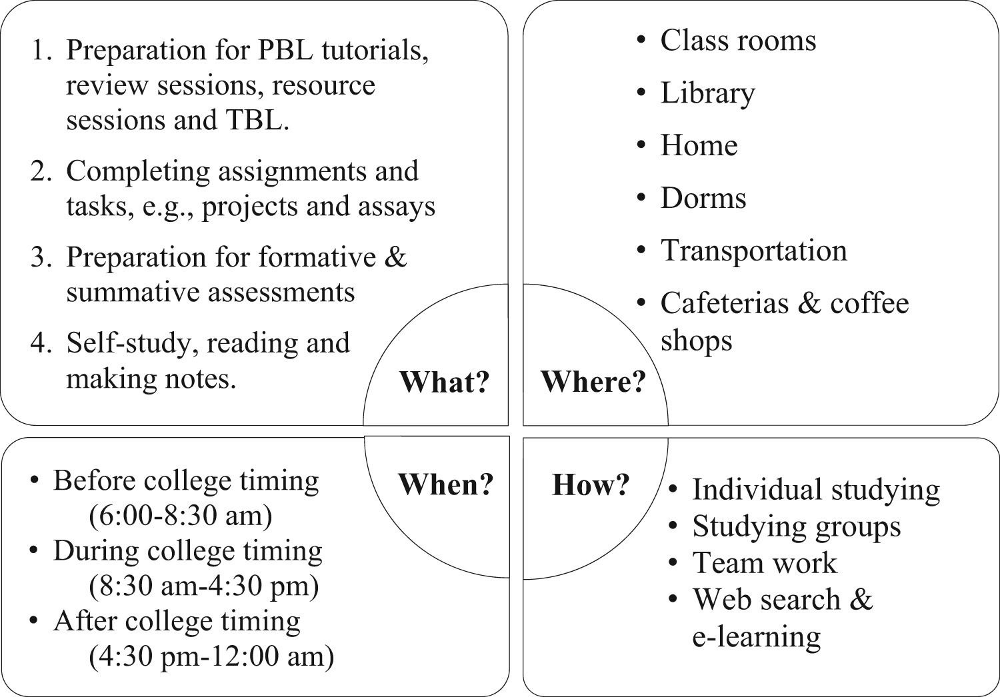 1. Preparation for PBL tutorials,
review sessions, resource
sessions and TBL.
2. Completing assignments and
tasks, e.g., projects and assays
3. Preparation for formative &
summative assessments
4. Self-study, reading and
making notes.
What?
• Class rooms
• Library
• Home
• Dorms
• Transportation
• Cafeterias & coffee
shops
Where?
• Before college timing
(6:00-8:30 am)
• During college timing
(8:30 am-4:30 pm)
• After college timing
(4:30 pm-12:00 am)
When?
How?
• Individual studying
• Studying groups
• Team work
• Web search &
e-learning